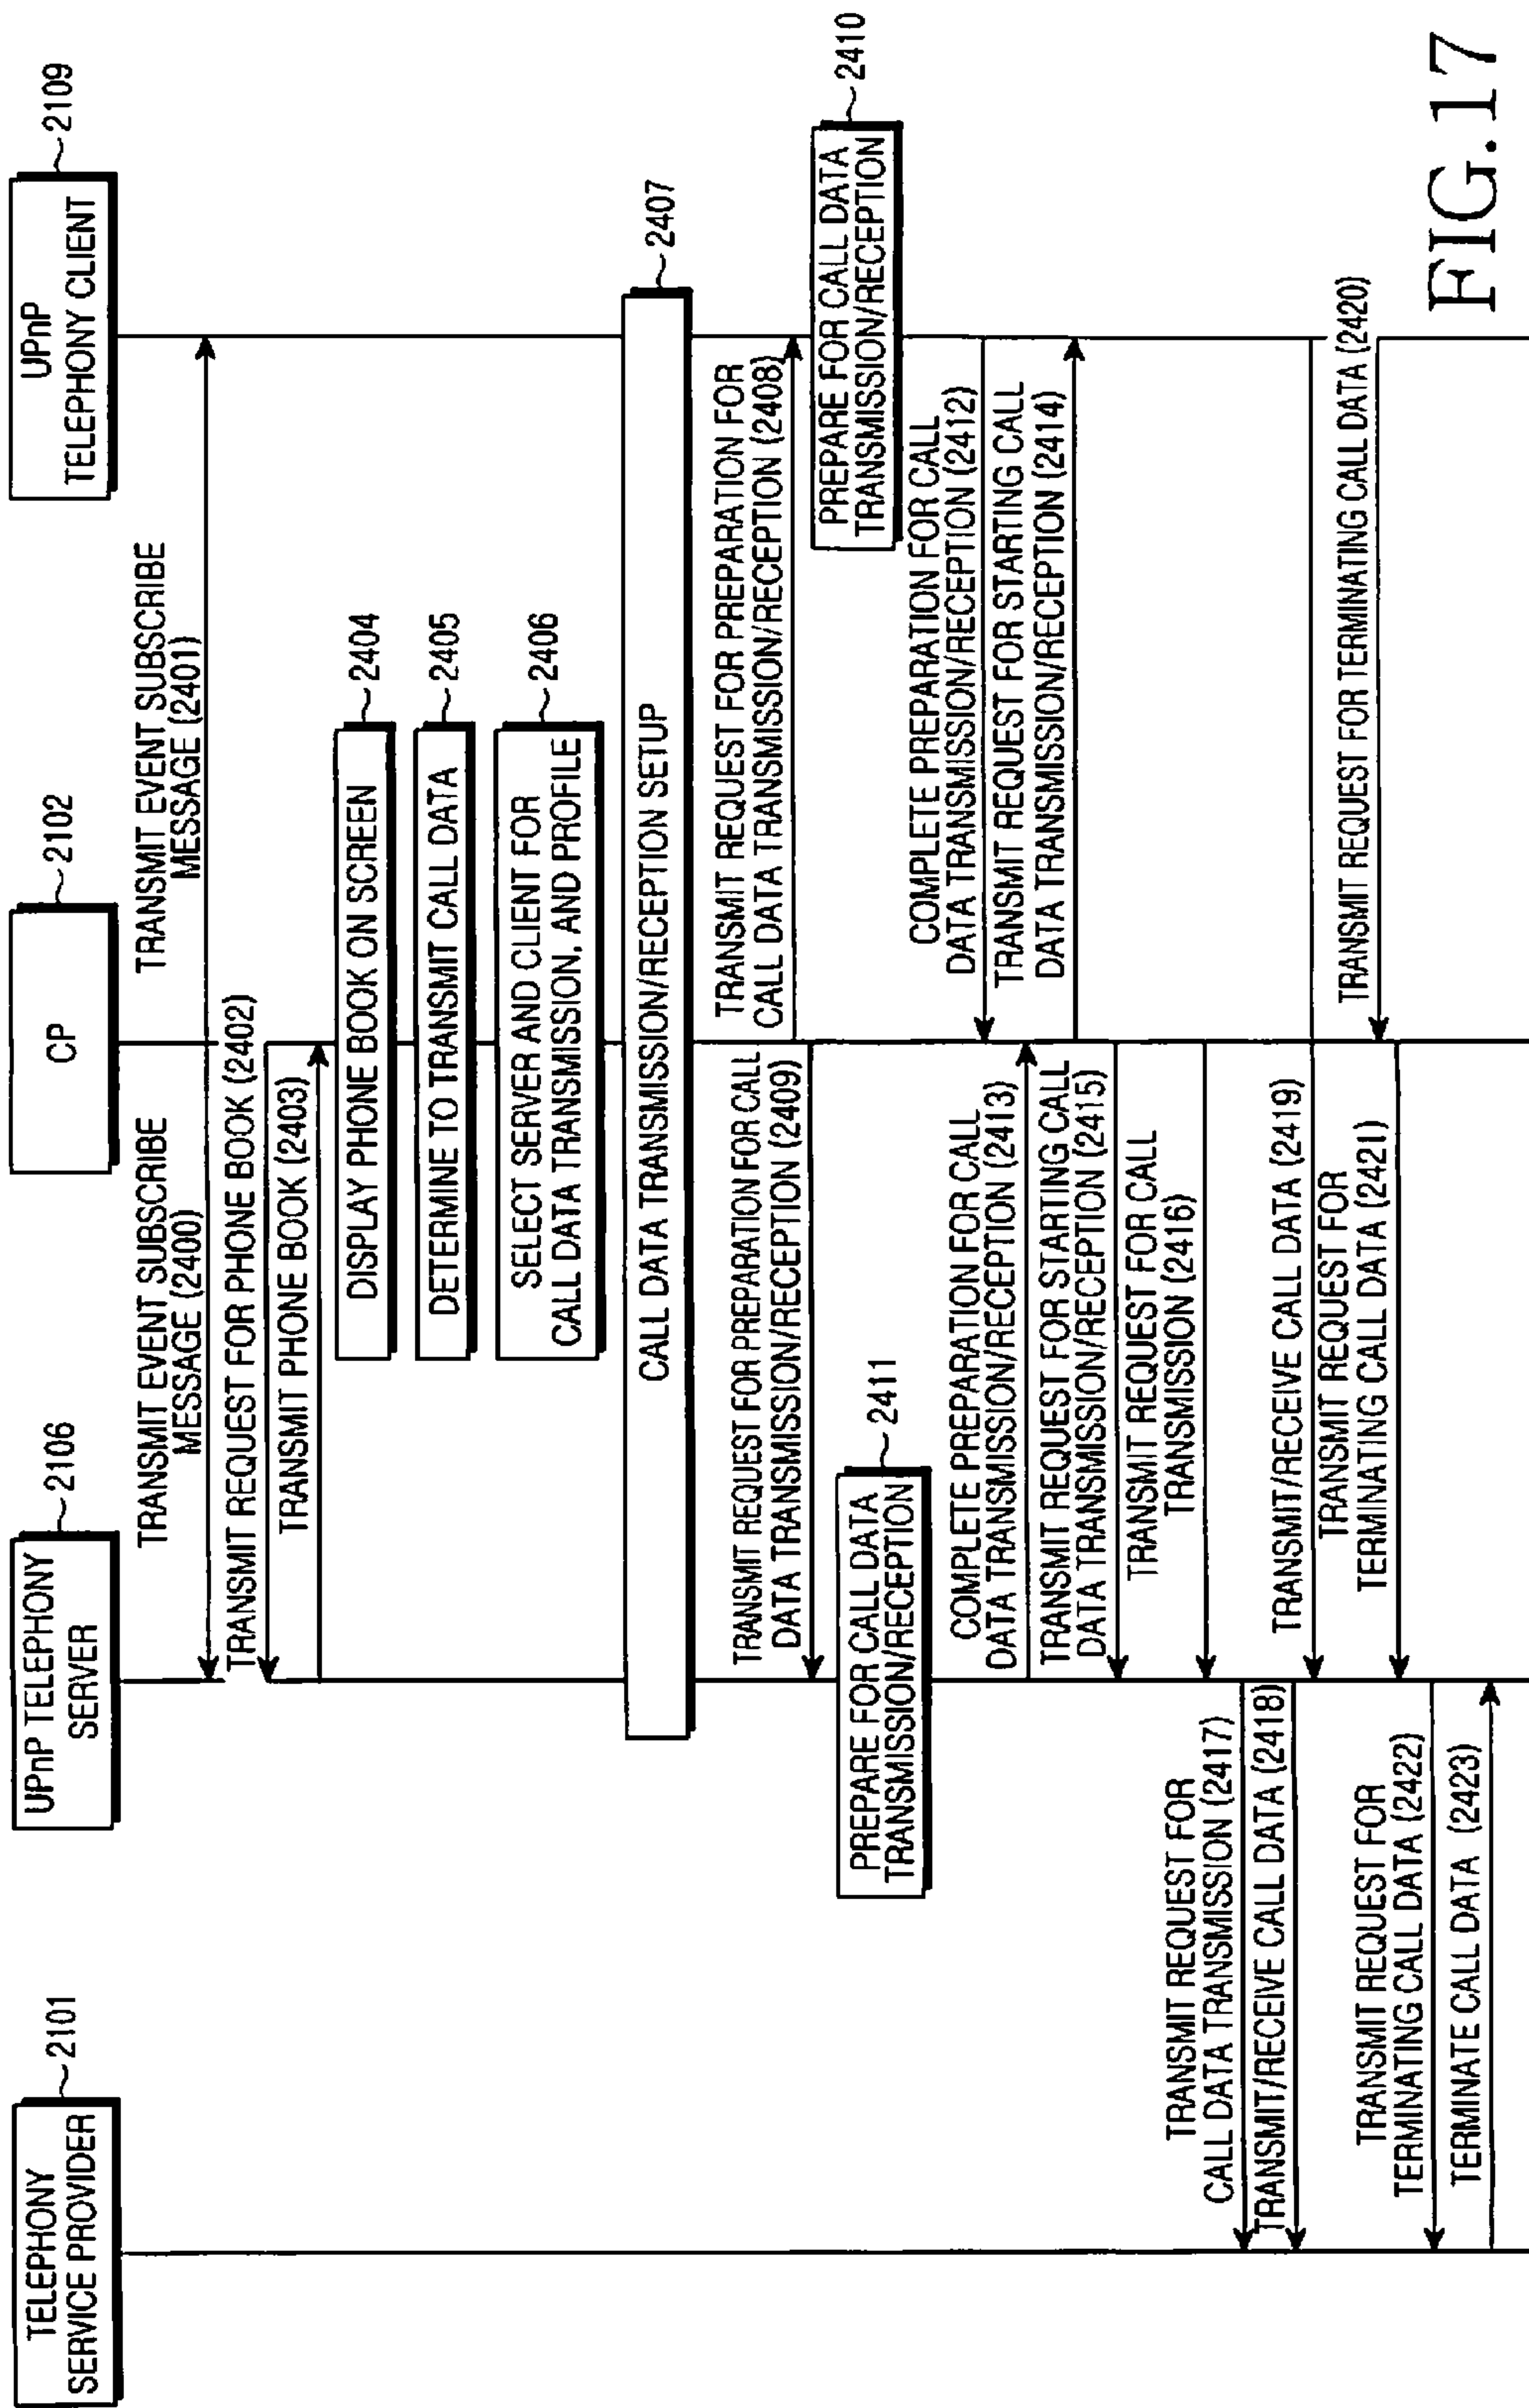 TELEPHONY
SERVICE PROVIDER
2101
UPnP TELEPHONY
SERVER
2106
CP
2102
UPnP
TELEPHONY CLIENT
2109
TRANSMIT EVENT SUBSCRIBE
MESSAGE (2400)
TRANSMIT EVENT SUBSCRIBE
MESSAGE (2401)
TRANSMIT REQUEST FOR PHONE BOOK (2402)
TRANSMIT PHONE BOOK (2403)
DISPLAY PHONE BOOK ON SCREEN
2404
DETERMINE TO TRANSMIT CALL DATA
2405
SELECT SERVER AND CLIENT FOR
CALL DATA TRANSMISSION, AND PROFILE
2406
CALL DATA TRANSMISSION/RECEPTION SETUP
2407
TRANSMIT REQUEST FOR PREPARATION FOR
CALL DATA TRANSMISSION/RECEPTION (2408)
TRANSMIT REQUEST FOR PREPARATION FOR CALL
DATA TRANSMISSION/RECEPTION (2409)
PREPARE FOR CALL DATA
TRANSMISSION/RECEPTION
2410
PREPARE FOR CALL DATA
TRANSMISSION/RECEPTION
2411
COMPLETE PREPARATION FOR CALL
DATA TRANSMISSION/RECEPTION (2412)
COMPLETE PREPARATION FOR CALL
DATA TRANSMISSION/RECEPTION (2413)
TRANSMIT REQUEST FOR STARTING CALL
DATA TRANSMISSION/RECEPTION (2414)
TRANSMIT REQUEST FOR STARTING CALL
DATA TRANSMISSION/RECEPTION (2415)
TRANSMIT REQUEST FOR CALL
TRANSMISSION (2416)
TRANSMIT REQUEST FOR
CALL DATA TRANSMISSION (2417)
TRANSMIT/RECEIVE CALL DATA (2418)
TRANSMIT/RECEIVE CALL DATA (2419)
TRANSMIT REQUEST FOR TERMINATING CALL DATA (2420)
TRANSMIT REQUEST FOR
TERMINATING CALL DATA (2421)
TRANSMIT REQUEST FOR
TERMINATING CALL DATA (2422)
TERMINATE CALL DATA (2423)
FIG.17